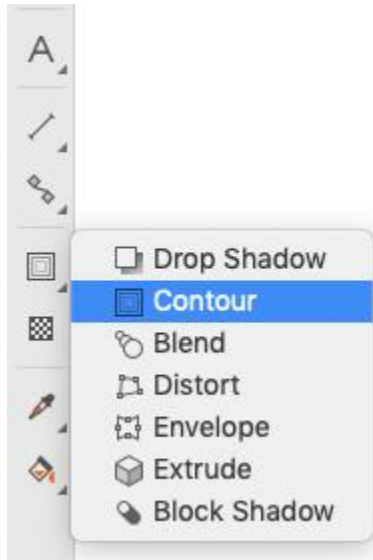 A
Drop Shadow
Contour
Blend
Distort
Envelope
Extrude
Block Shadow